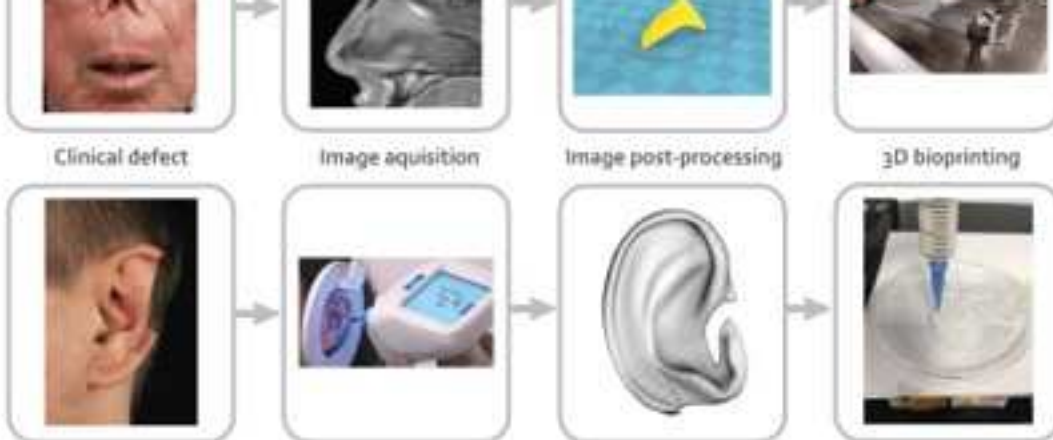 Clinical defect
Image aquisition
Image post-processing
3D bioprinting